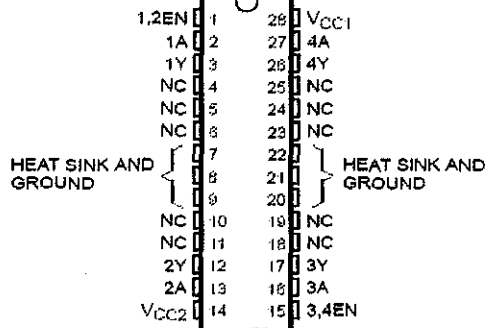 1,2EN 1 28 VCC1
1A 2 27 4A
1Y 3 26 4Y
NC 4 25 NC
NC 5 24 NC
NC 6 23 NC
HEAT SINK AND GROUND 7 8 9 22 21 20 HEAT SINK AND GROUND
NC 10 19 NC
NC 11 18 NC
2Y 12 17 3Y
2A 13 16 3A
VCC2 14 15 3,4EN